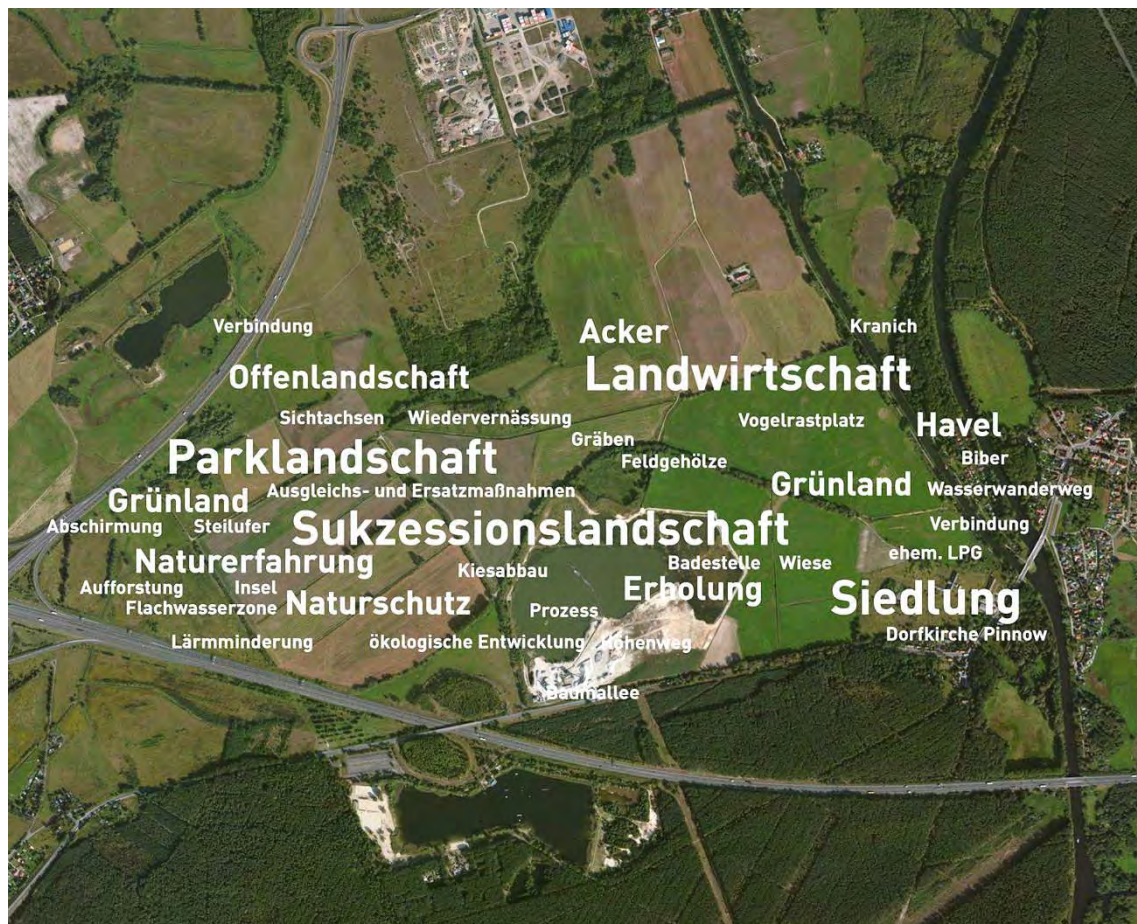 Verbindung
Acker
Kranich
Offenlandschaft
Landwirtschaft
Sichtachsen
Wiedervernässung
Vogelrastplatz
Havel
Gräben
Parklandschaft
Feldgehölze
Biber
Grünland
Ausgleichs- und Ersatzmaßnahmen
Grünland
Wasserwanderweg
Abschirmung
Steilufer
Sukzessionslandschaft
Verbindung
ehem. LPG
Naturerfahrung
Kiesabbau
Badestelle
Wiese
Aufforstung
Insel
Erholung
Siedlung
Flachwasserzone
Naturschutz
Prozess
Dorfkirche Pinnow
Lärmminderung
ökologische Entwicklung
Höhenweg
Baumallee